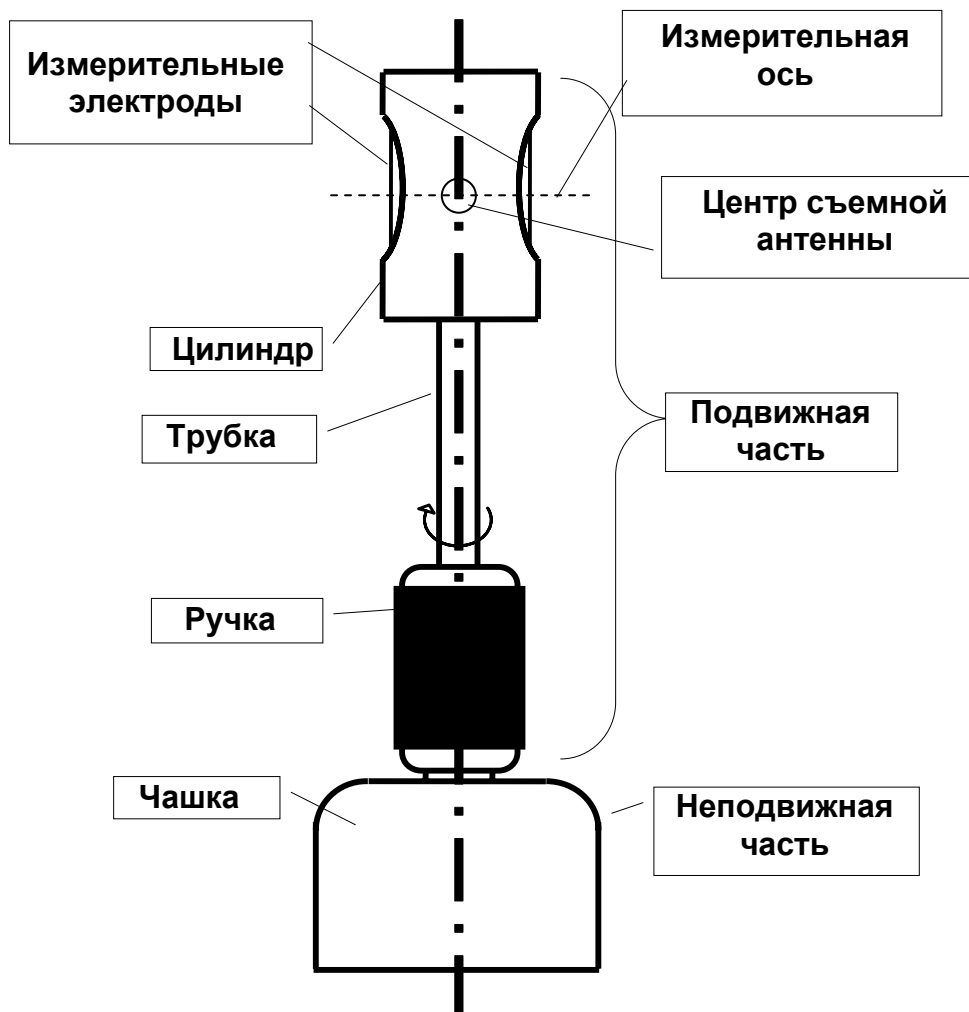 Измерительные
электроды
Измерительная
ось
Центр съемной
антенны
Цилиндр
Трубка
Подвижная
часть
Ручка
Чашка
Неподвижная
часть